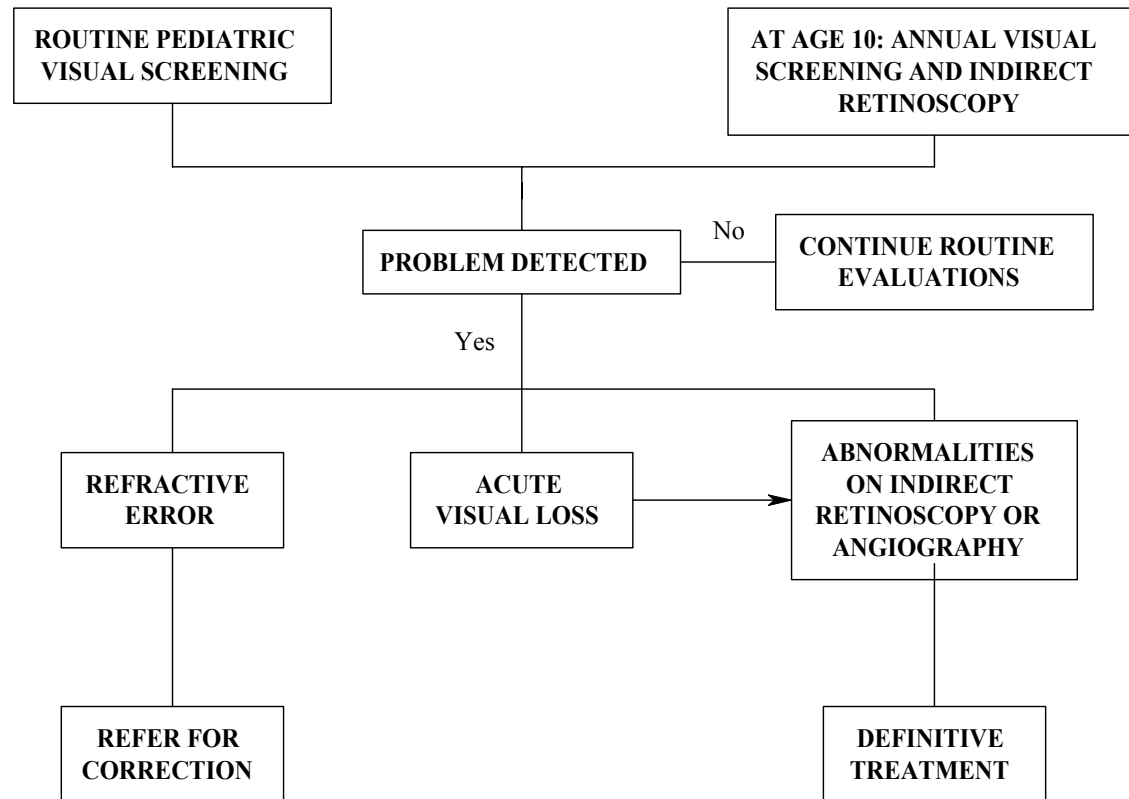 ROUTINE PEDIATRIC
VISUAL SCREENING
AT AGE 10: ANNUAL VISUAL
SCREENING AND INDIRECT
RETINOSCOPY
PROBLEM DETECTED
No
CONTINUE ROUTINE
EVALUATIONS
Yes
REFRACTIVE
ERROR
ACUTE
VISUAL LOSS
ABNORMALITIES
ON INDIRECT
RETINOSCOPY OR
ANGIOGRAPHY
REFER FOR
CORRECTION
DEFINITIVE
TREATMENT